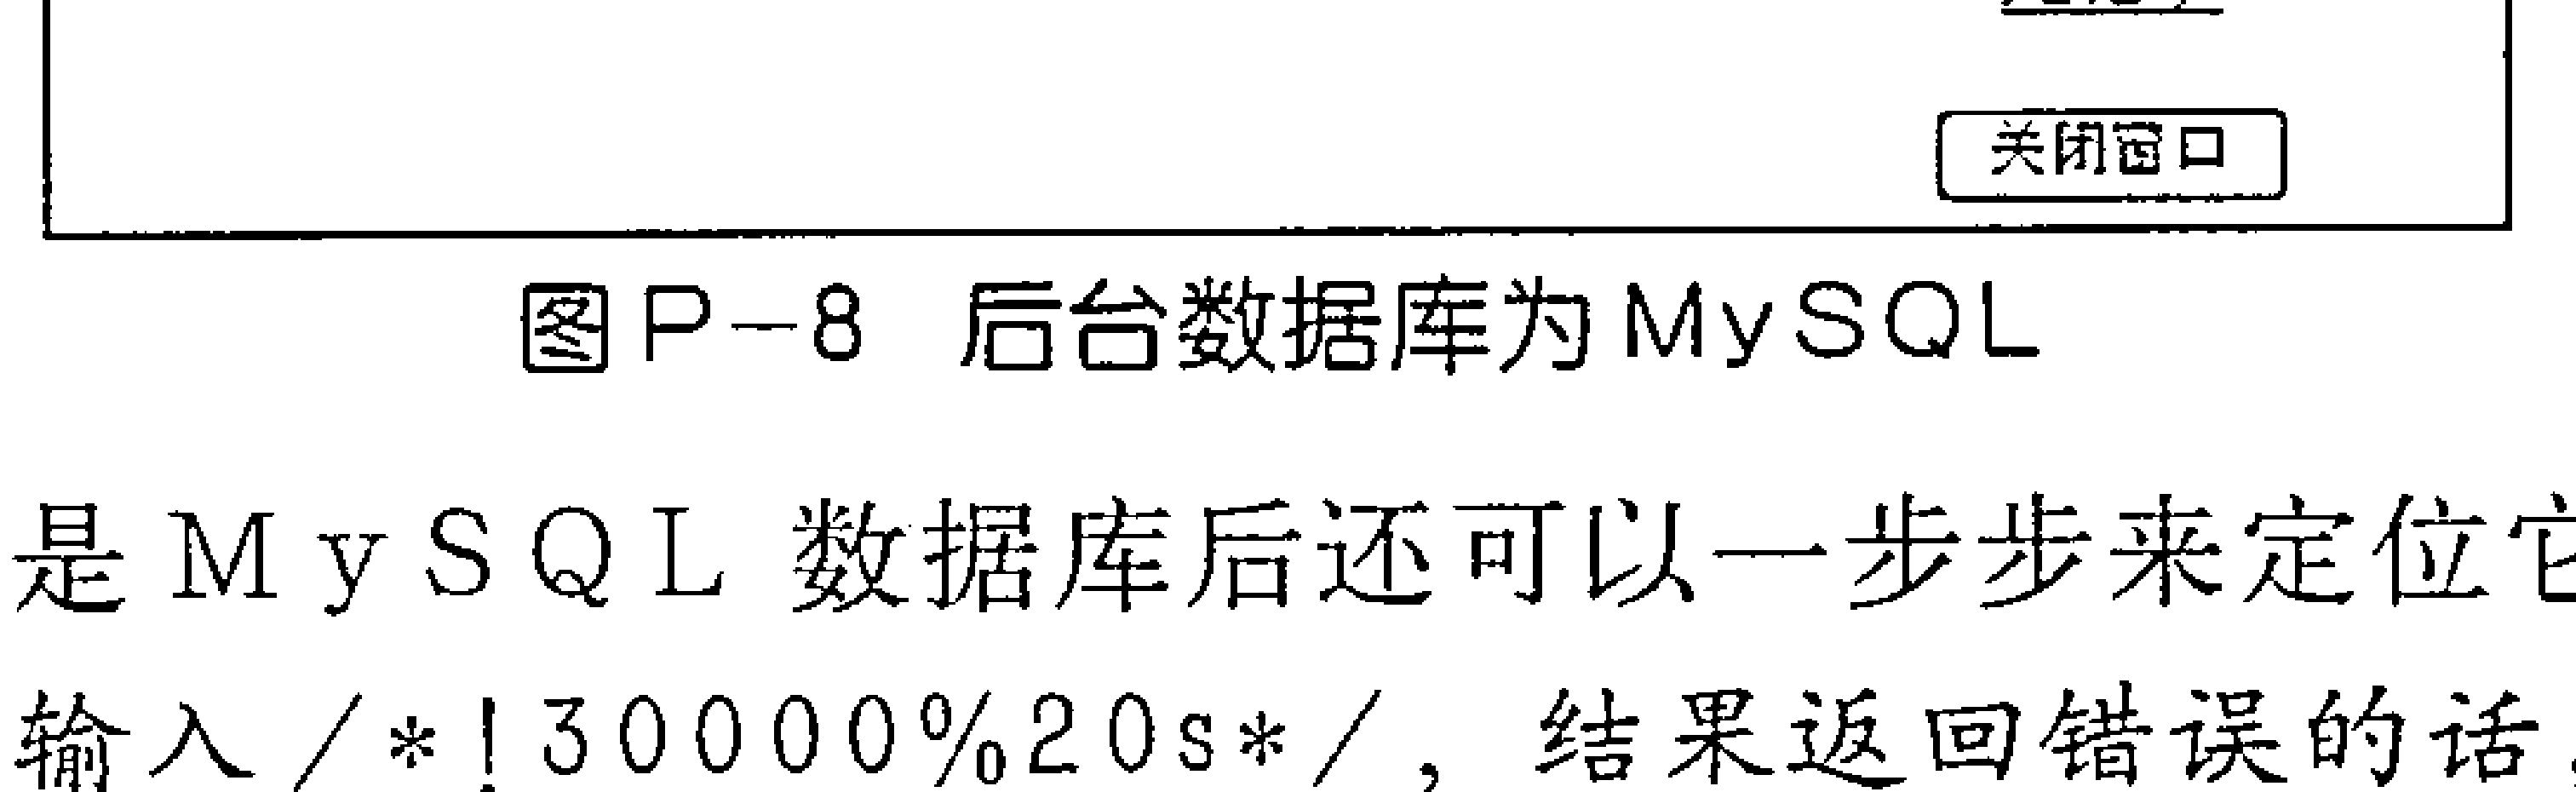 关闭窗口
图P-8 后台数据库为MySQL
是MySQL数据库后还可以一步步来定位它
输入/*!30000%20s*/，结果返回错误的话